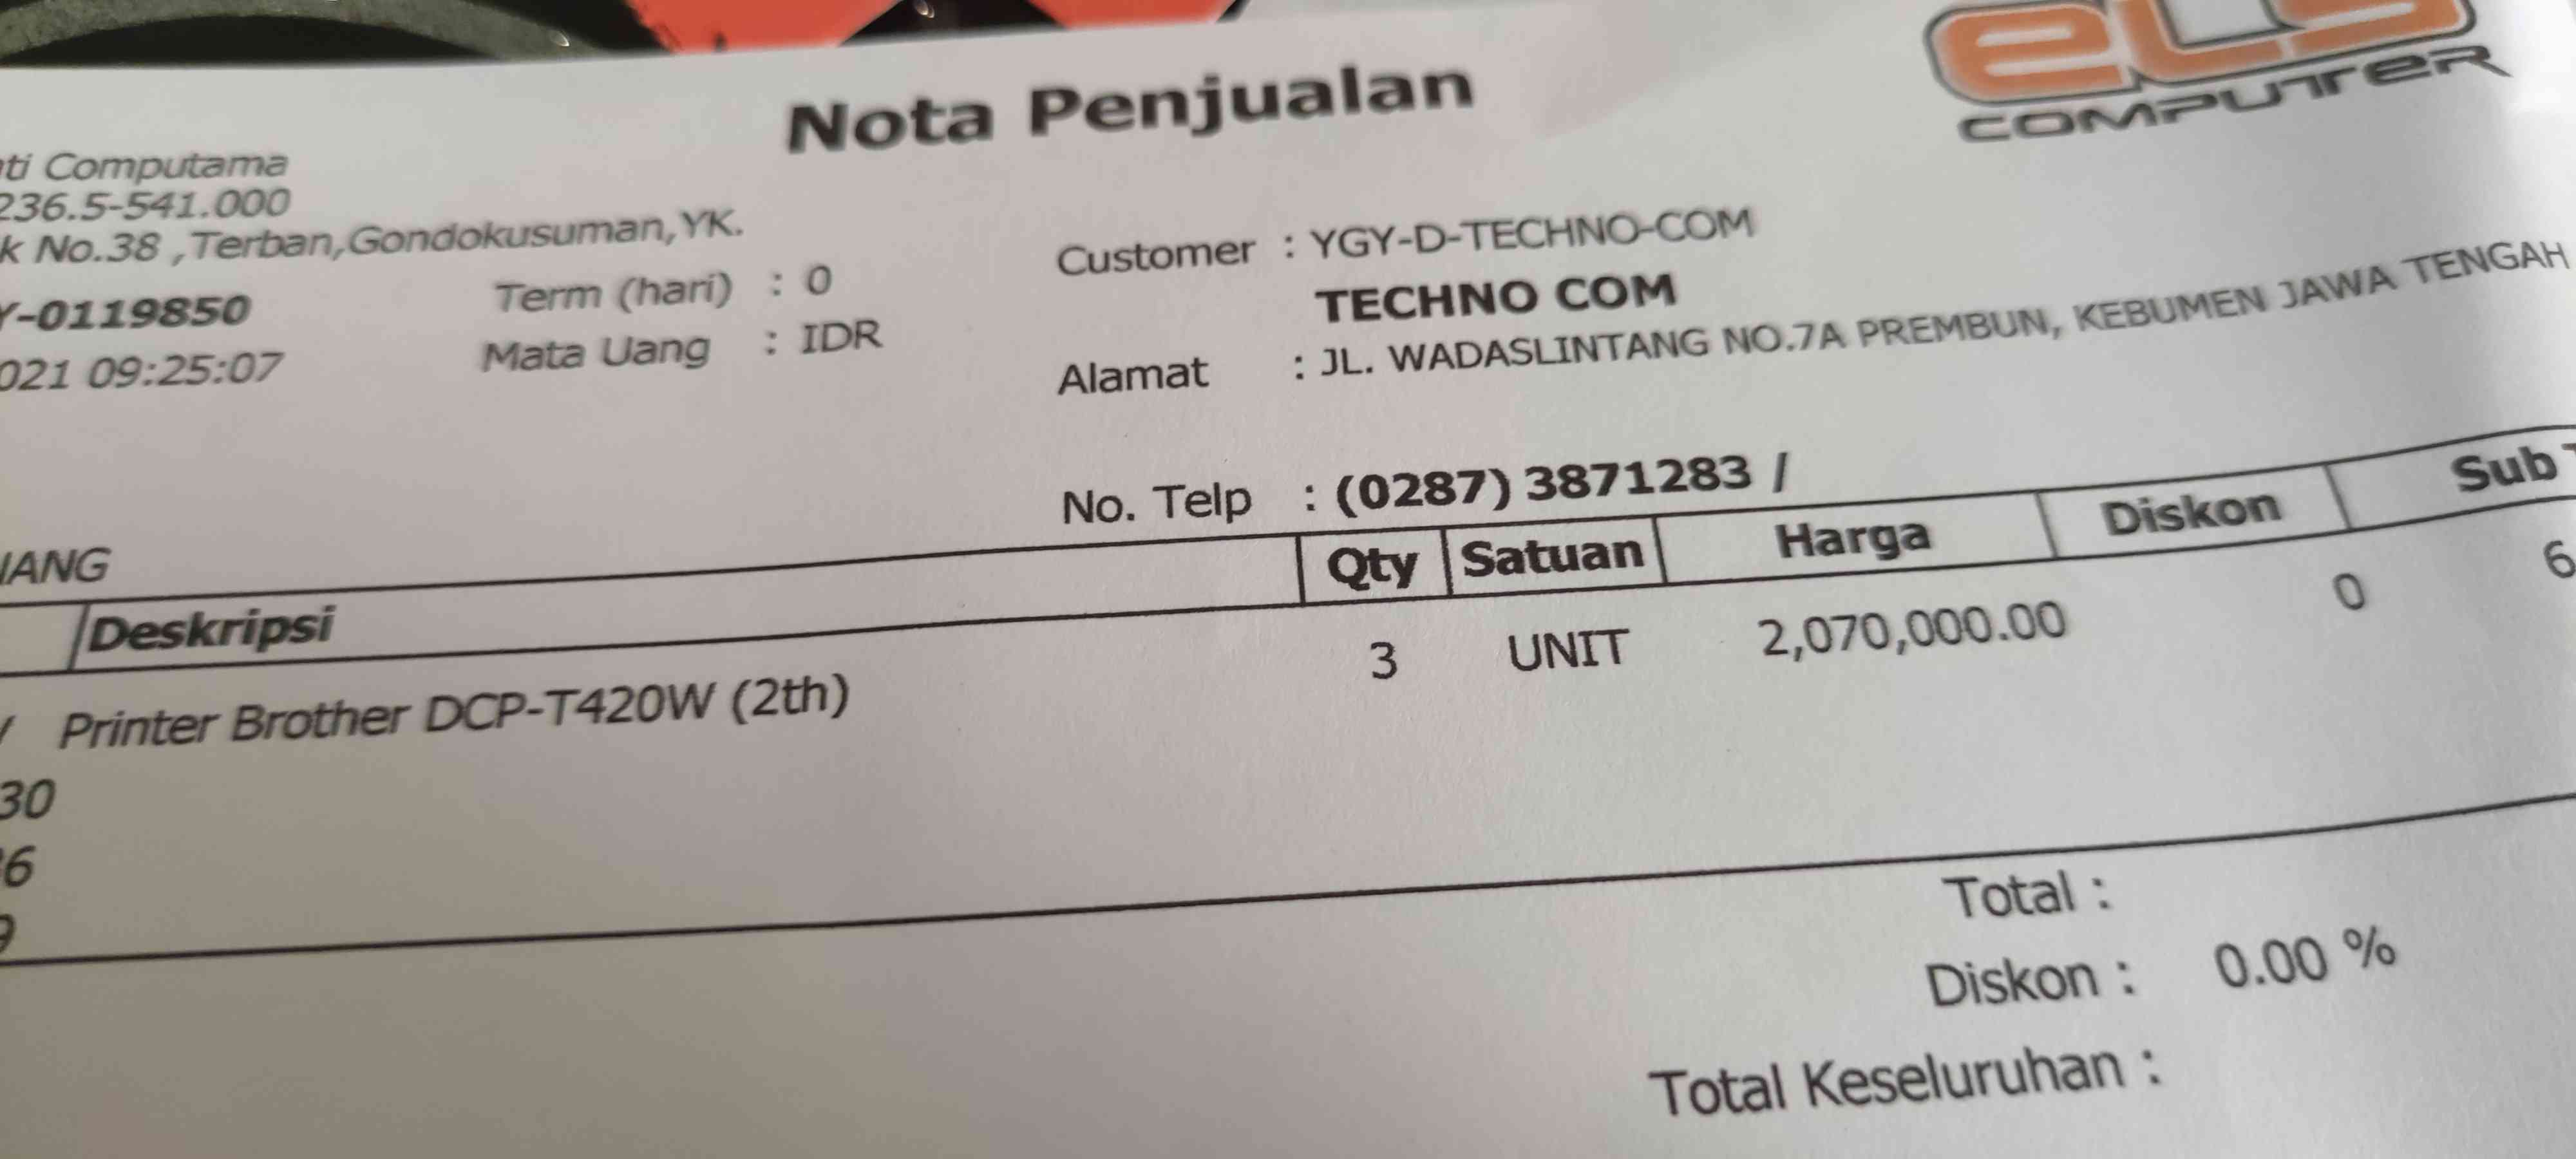 Nota Penjualan
eLS
COMPUTER
Computama
236.5-541.000
No.38 ,Terban,Gondokusuman,YK.
Y-0119850
Term (hari) : 0
021 09:25:07
Mata Uang : IDR
Customer : YGY-D-TECHNO-COM
TECHNO COM
Alamat : JL. WADASLINTANG NO.7A PREMBUN, KEBUMEN JAWA TENGAH
No. Telp : (0287) 3871283 /
Deskripsi Qty Satuan Harga Diskon Sub
Printer Brother DCP-T420W (2th) 3 UNIT 2,070,000.00 0 6
30
6
Total :
Diskon : 0.00 %
Total Keseluruhan :